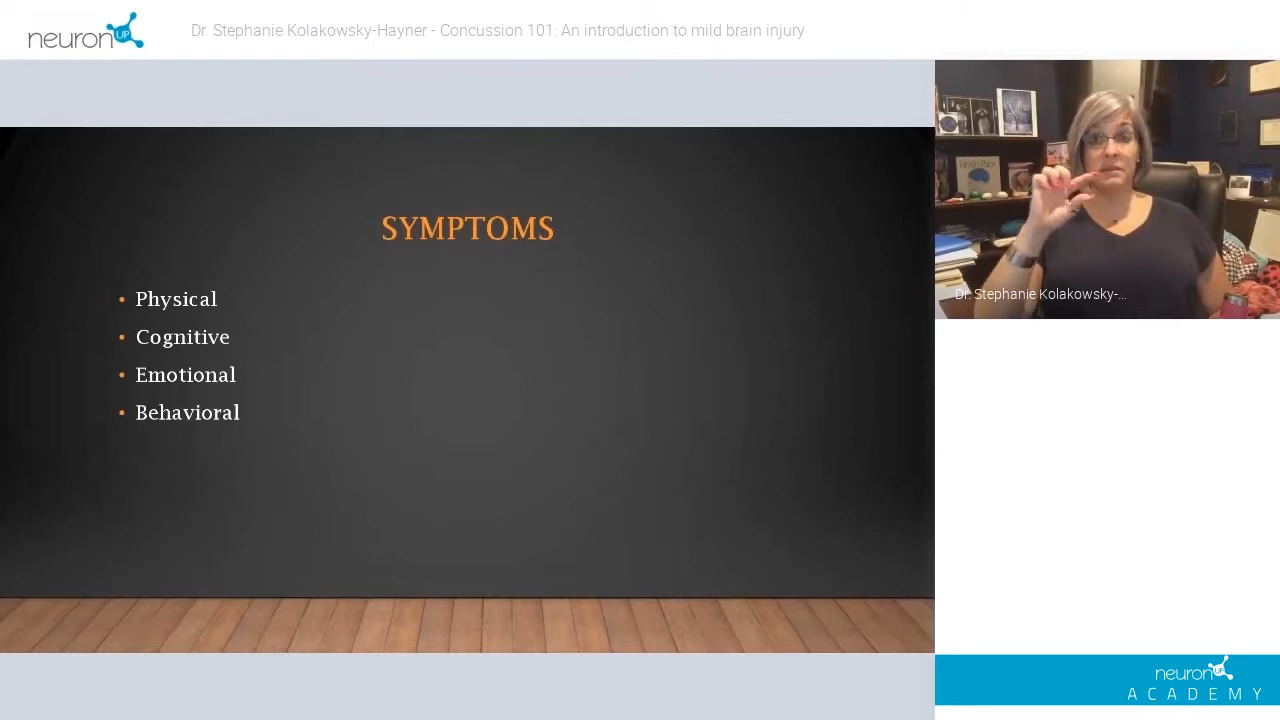 neuronUP
Dr. Stephanie Kolakowsky-Hayner - Concussion 101: An introduction to mild brain injury
SYMPTOMS
• Physical
• Cognitive
• Emotional
• Behavioral
Dr. Stephanie Kolakowsky-...
neuronUP
ACADEMY